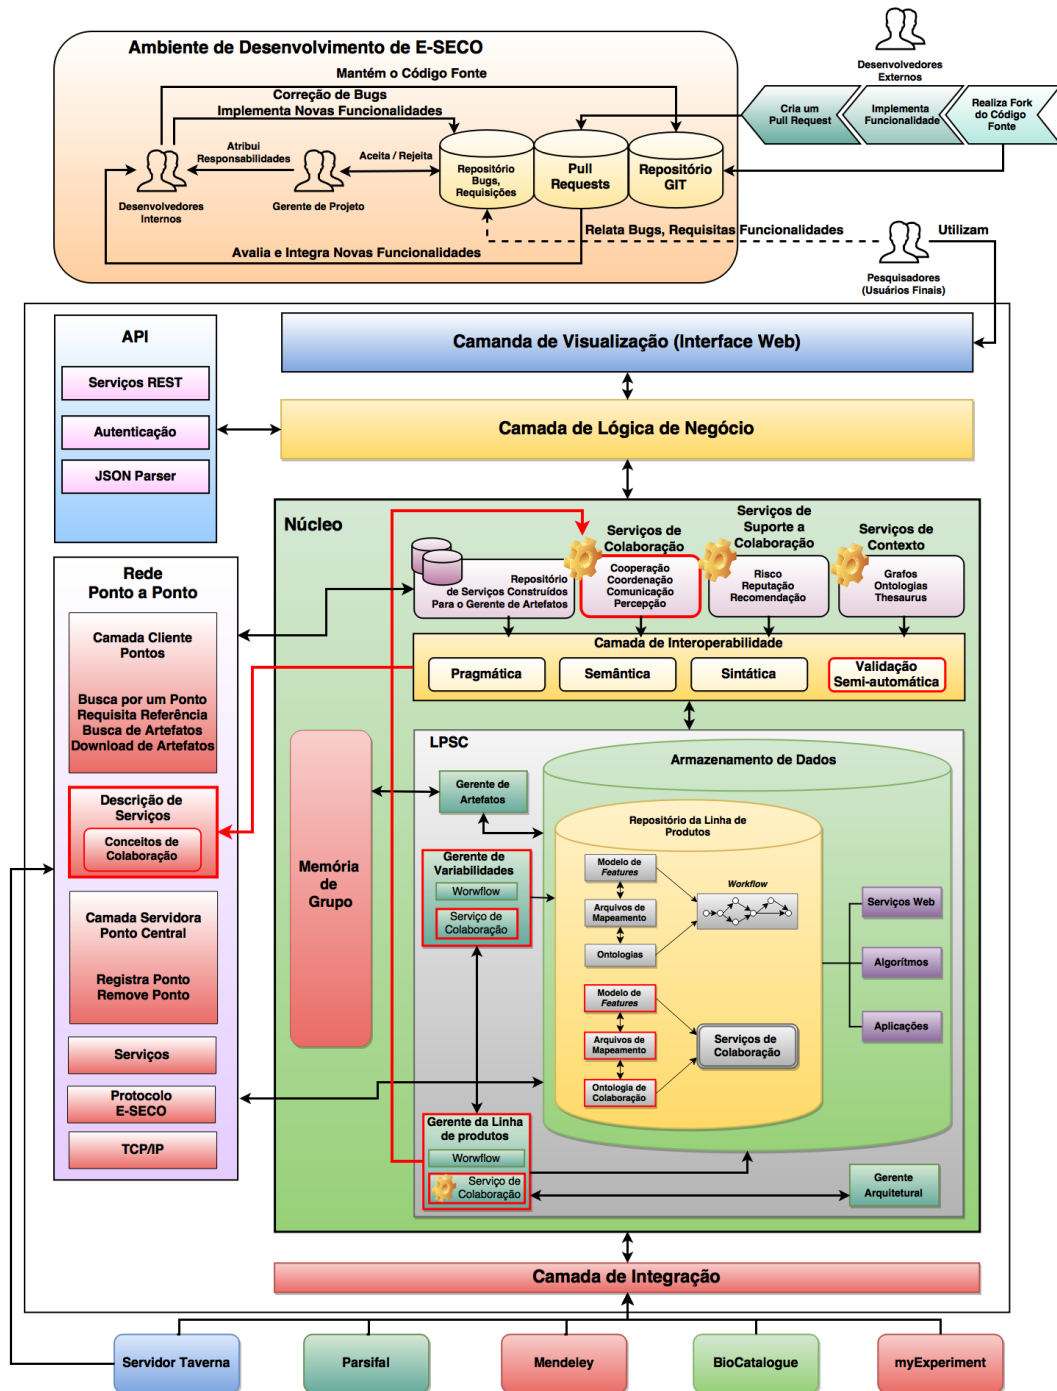 Ambiente de Desenvolvimento de E-SECO
Mantém o Código Fonte
Correção de Bugs
Implementa Novas Funcionalidades
Atribui
Responsabilidades
Aceita / Rejeita
Desenvolvedores
Internos
Gerente de Projeto
Repositório
Bugs,
Requisições
Pull
Requests
Repositório
GIT
Relata Bugs, Requisitas Funcionalidades
Avalia e Integra Novas Funcionalidades
Desenvolvedores
Externos
Cria um
Pull Request
Implementa
Funcionalidade
Realiza Fork
do Código
Fonte
Utilizam
Pesquisadores
(Usuários Finais)
API
Serviços REST
Autenticação
JSON Parser
Camanda de Visualização (Interface Web)
Camada de Lógica de Negócio
Núcleo
Serviços de
Colaboração
Serviços de
Suporte a
Colaboração
Serviços de
Contexto
Repositório
de Serviços Construídos
Para o Gerente de Artefatos
Cooperação
Coordenação
Comunicação
Percepção
Risco
Reputação
Recomendação
Grafos
Ontologias
Thesaurus
Camada de Interoperabilidade
Pragmática
Semântica
Sintática
Validação
Semi-automática
Rede
Ponto a Ponto
Camada Cliente
Pontos
Busca por um Ponto
Requisita Referência
Busca de Artefatos
Download de Artefatos
Descrição de
Serviços
Conceitos de
Colaboração
Camada Servidora
Ponto Central
Registra Ponto
Remove Ponto
Serviços
Protocolo
E-SECO
TCP/IP
Memória
de
Grupo
LPSC
Gerente de
Artefatos
Gerente de
Variabilidades
Worwflow
Serviço de
Colaboração
Gerente da Linha
de produtos
Worwflow
Serviço de
Colaboração
Armazenamento de Dados
Repositório da Linha de
Produtos
Modelo de
Features
Arquivos de
Mapeamento
Ontologias
Workflow
Modelo de
Features
Arquivos de
Mapeamento
Ontologia de
Colaboração
Serviços de
Colaboração
Serviços Web
Algorítmos
Aplicações
Gerente
Arquitetural
Camada de Integração
Servidor Taverna
Parsifal
Mendeley
BioCatalogue
myExperiment